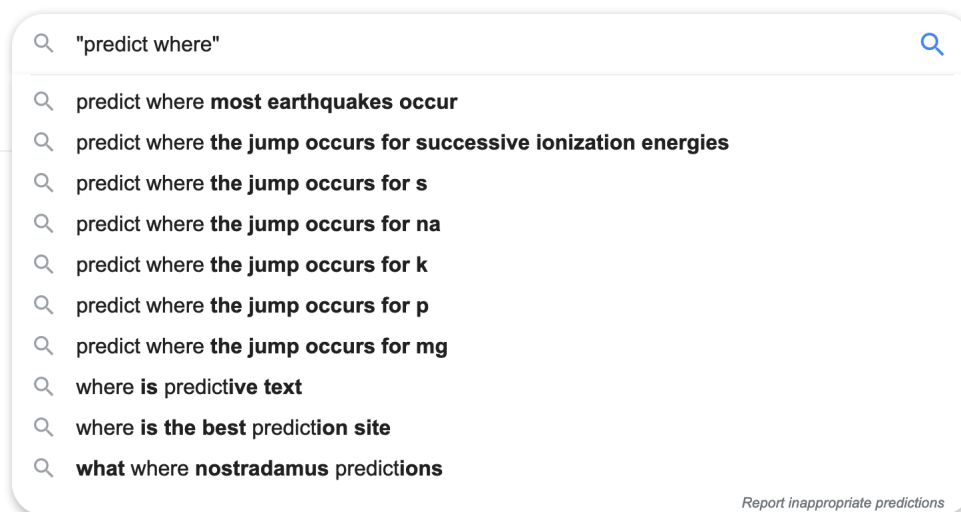 "predict where"
predict where most earthquakes occur
predict where the jump occurs for successive ionization energies
predict where the jump occurs for s
predict where the jump occurs for na
predict where the jump occurs for k
predict where the jump occurs for p
predict where the jump occurs for mg
where is predictive text
where is the best prediction site
what where nostradamus predictions
Report inappropriate predictions